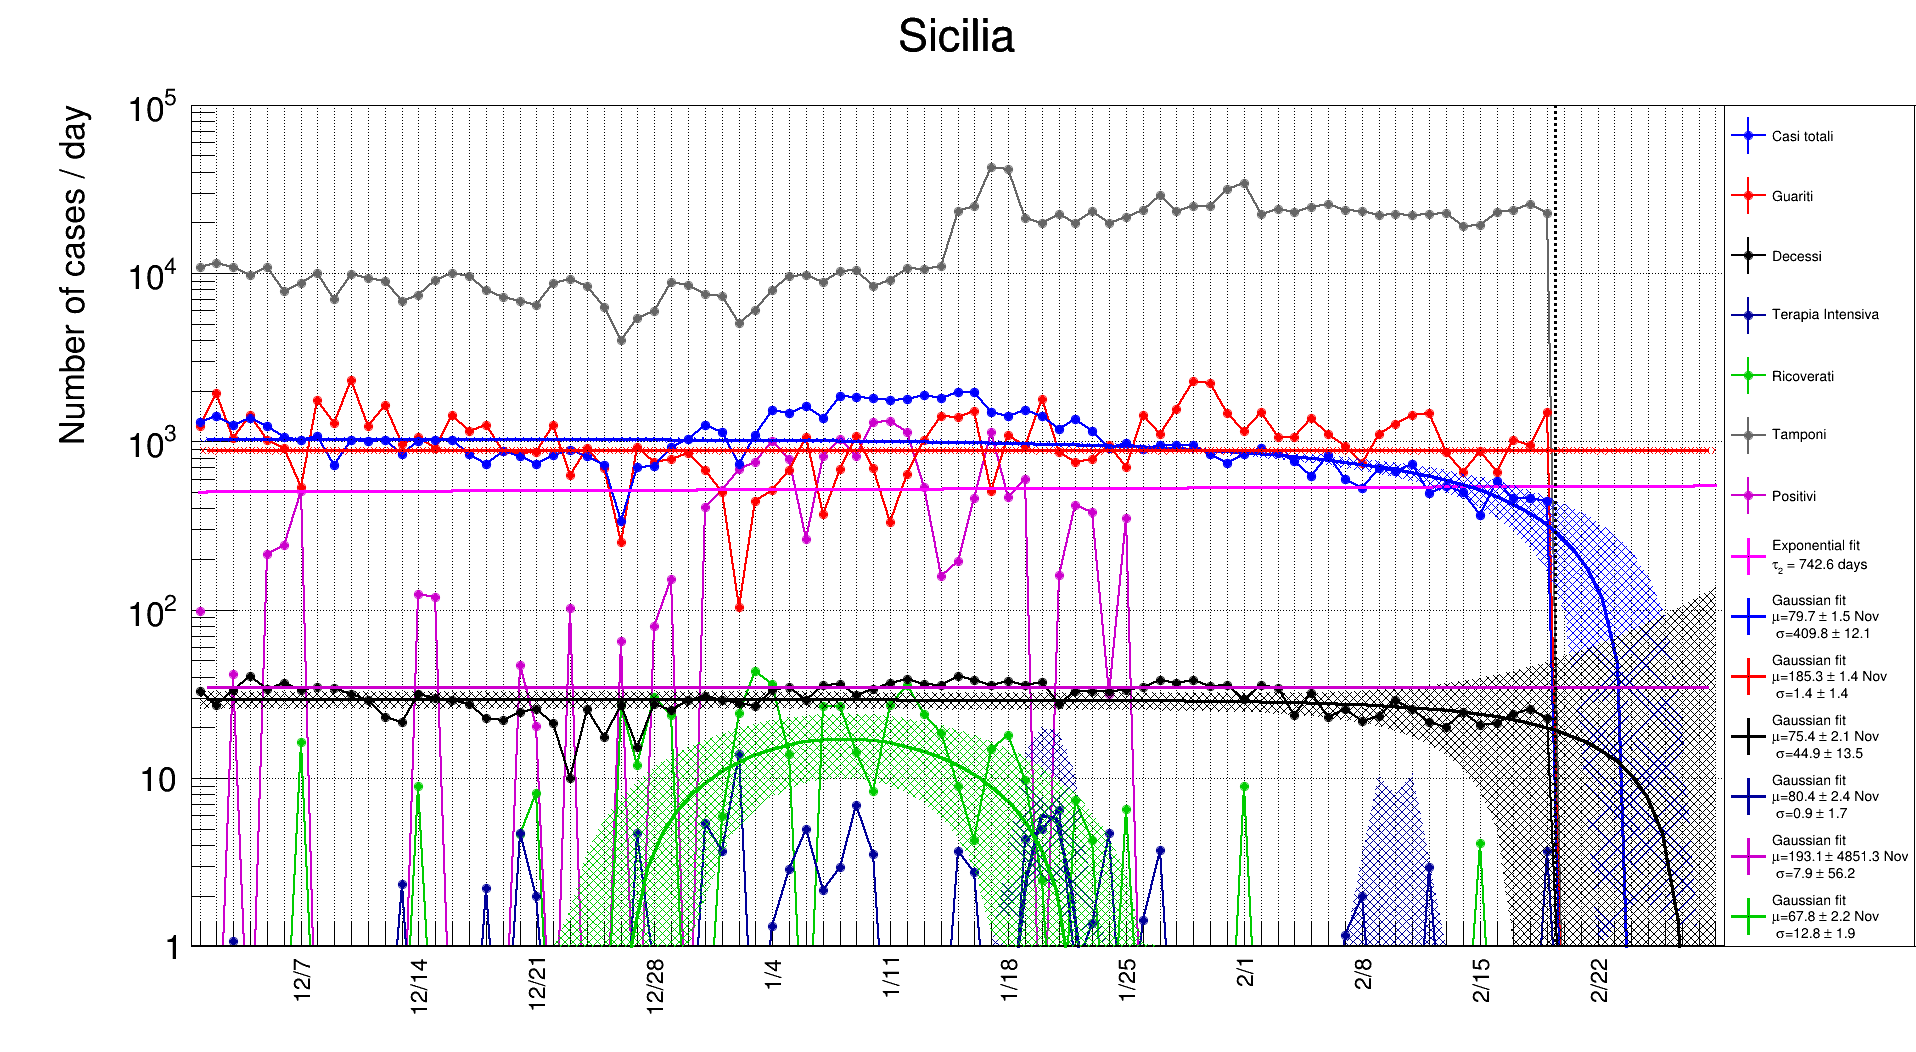 Sicilia
Number of cases / day
10^5
10^4
10^3
10^2
10
1
12/7
12/14
12/21
12/28
1/4
1/11
1/18
1/25
2/1
2/8
2/15
2/22
Casi totali
Guariti
Decessi
Terapia Intensiva
Ricoverati
Tamponi
Positivi
Exponential fit
τ₂ = 742.6 days
Gaussian fit
μ=79.7 ± 1.5 Nov
σ=409.8 ± 12.1
Gaussian fit
μ=185.3 ± 1.4 Nov
σ=1.4 ± 1.4
Gaussian fit
μ=75.4 ± 2.1 Nov
σ=44.9 ± 13.5
Gaussian fit
μ=80.4 ± 2.4 Nov
σ=0.9 ± 1.7
Gaussian fit
μ=193.1 ± 4851.3 Nov
σ=7.9 ± 56.2
Gaussian fit
μ=67.8 ± 2.2 Nov
σ=12.8 ± 1.9